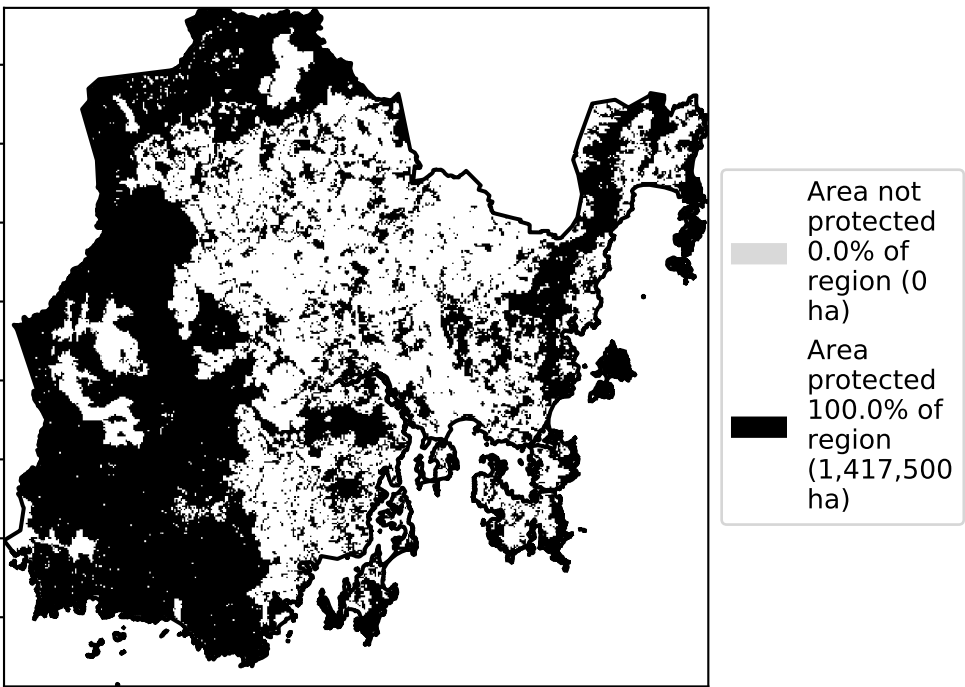 Area not
protected
0.0% of
region (0
ha)
Area
protected
100.0% of
region
(1,417,500
ha)